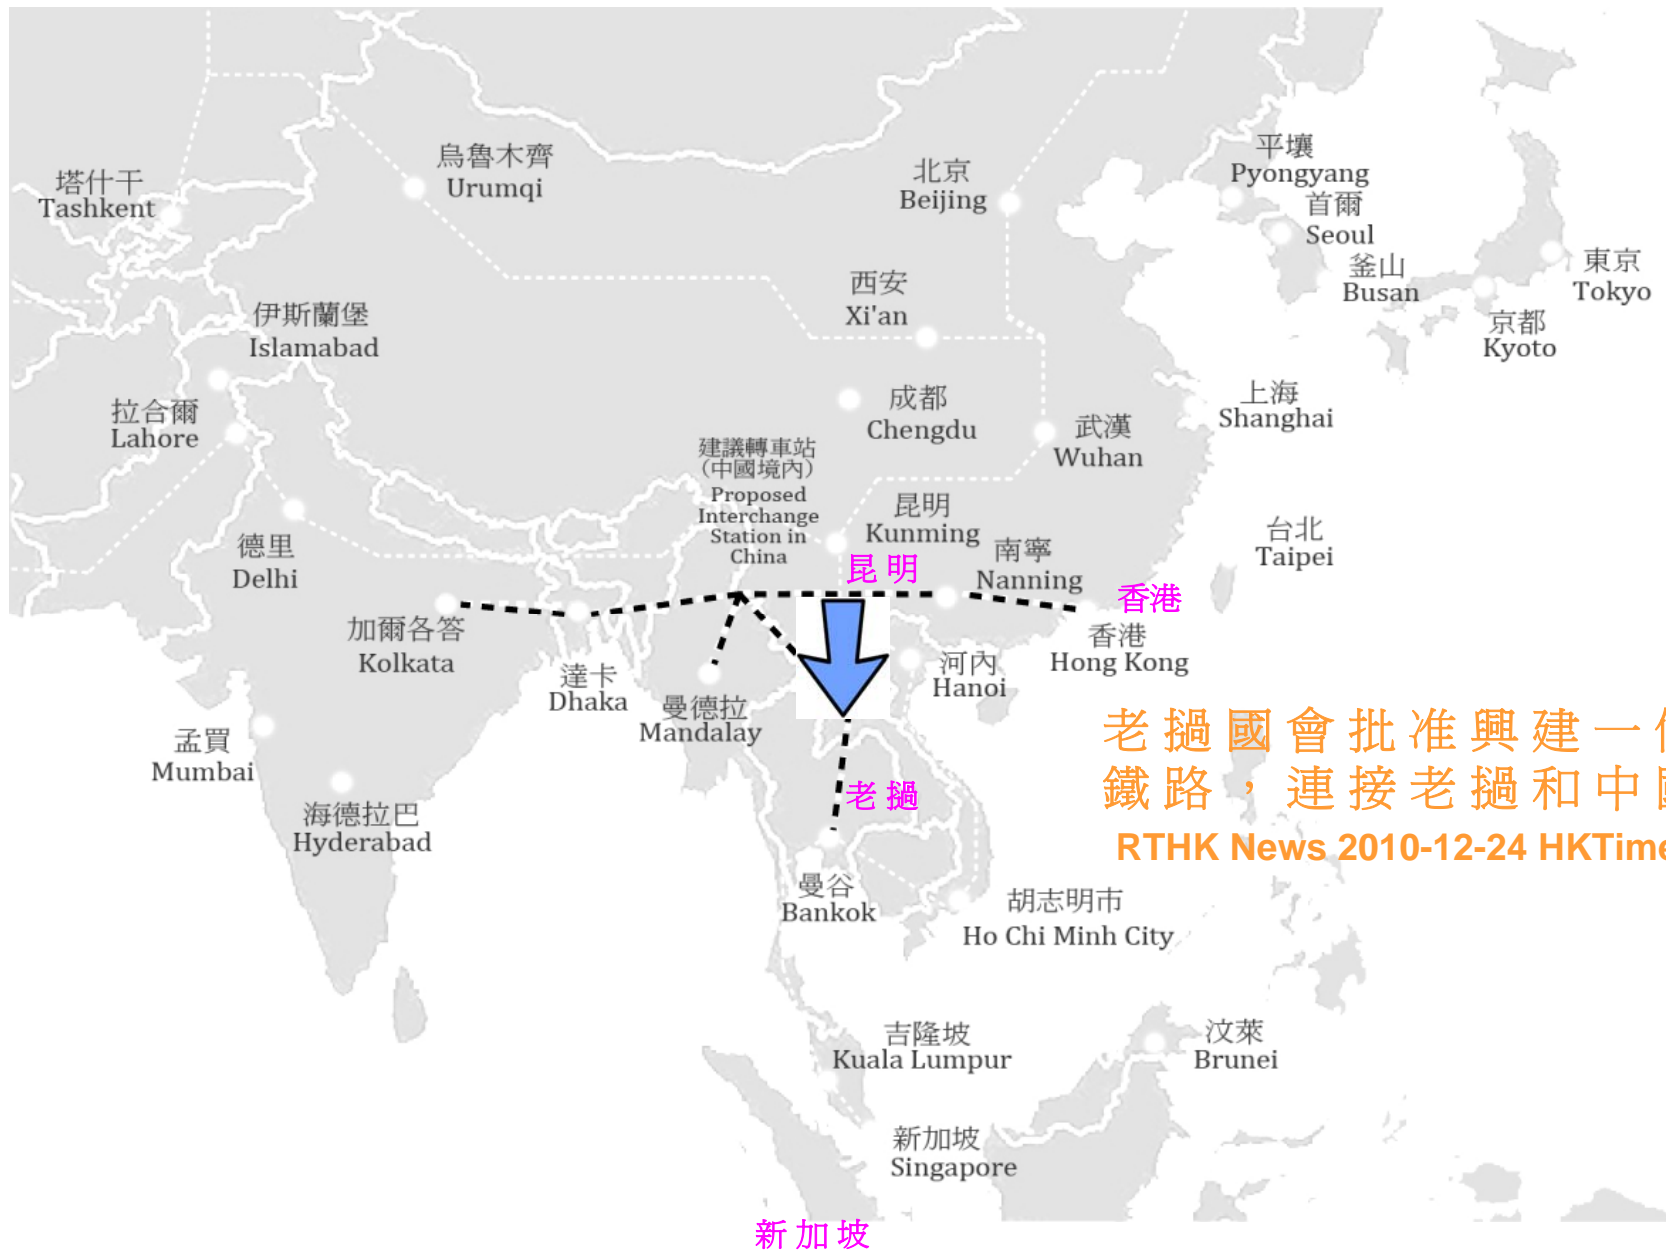 平壤
Pyongyang
烏魯木齊
Urumqi
北京
Beijing
塔什干
Tashkent
首爾
Seoul
釜山
Busan
東京
Tokyo
西安
Xi'an
伊斯蘭堡
Islamabad
京都
Kyoto
上海
Shanghai
成都
Chengdu
拉合爾
Lahore
武漢
Wuhan
建議轉車站
(中國境內)
Proposed
Interchange
Station in
China
昆明
Kunming
台北
Taipei
德里
Delhi
南寧
Nanning
昆明
香港
加爾各答
Kolkata
香港
Hong Kong
河內
Hanoi
達卡
Dhaka
曼德拉
Mandalay
孟買
Mumbai
老撾國會批准興建一
鐵路，連接老撾和中
RTHK News 2010-12-24 HKTime
老撾
海德拉巴
Hyderabad
曼谷
Bankok
胡志明市
Ho Chi Minh City
吉隆坡
Kuala Lumpur
汶萊
Brunei
新加坡
Singapore
新加坡